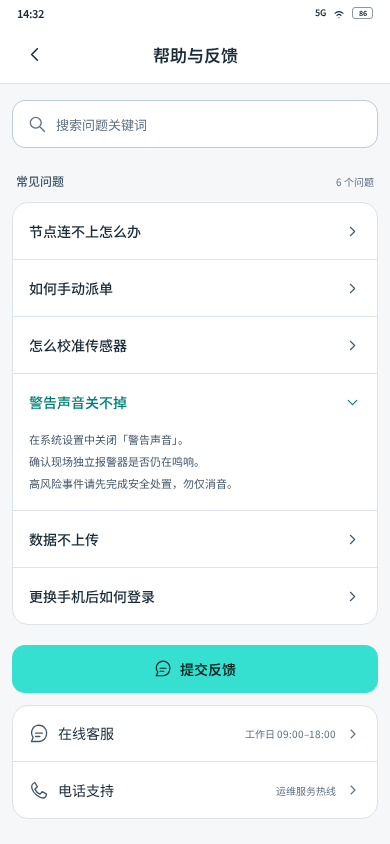 14:32
5G
86
帮助与反馈
搜索问题关键词
常见问题
6 个问题
节点连不上怎么办
如何手动派单
怎么校准传感器
警告声音关不掉
在系统设置中关闭「警告声音」。
确认现场独立报警器是否仍在鸣响。
高风险事件请先完成安全处置，勿仅消音。
数据不上传
更换手机后如何登录
提交反馈
在线客服
工作日 09:00–18:00
电话支持
运维服务热线